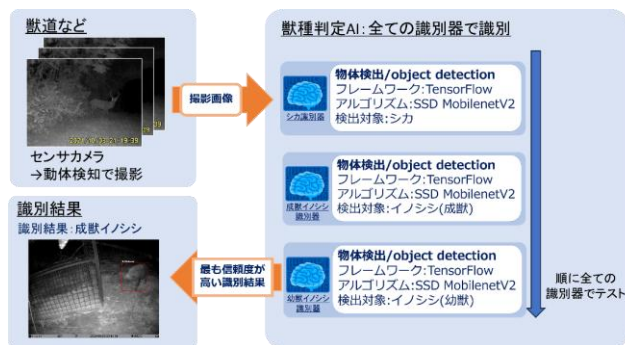 獣道など
センサカメラ
→動体検知で撮影
撮影画像
獣種判定AI:全ての識別器で識別
シカ識別器
物体検出/object detection
フレームワーク:TensorFlow
アルゴリズム:SSD MobilenetV2
検出対象:シカ
成獣イノシシ
識別器
物体検出/object detection
フレームワーク:TensorFlow
アルゴリズム:SSD MobilenetV2
検出対象:イノシシ(成獣)
幼獣イノシシ
識別器
物体検出/object detection
フレームワーク:TensorFlow
アルゴリズム:SSD MobilenetV2
検出対象:イノシシ(幼獣)
順に全ての
識別器でテスト
最も信頼度が
高い識別結果
識別結果
識別結果:成獣イノシシ